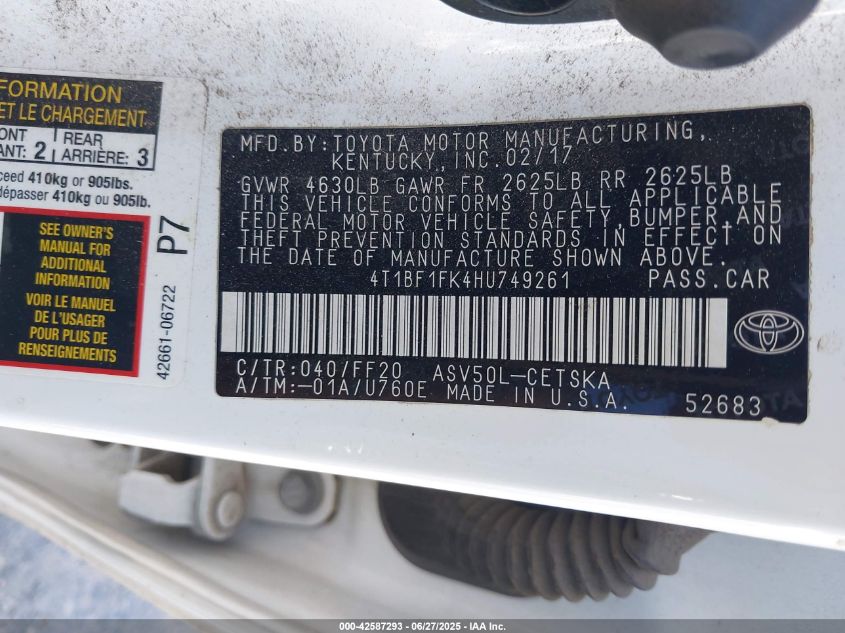 FORMATION
ET LE CHARGEMENT
ONT
ANT: 2
REAR
ARRIÈRE: 3
ceed 410kg or 905lbs.
dépasser 410kg ou 905lb.
SEE OWNER'S
MANUAL FOR
ADDITIONAL
INFORMATION
VOIR LE MANUEL
DE L'USAGER
POUR PLUS DE
RENSEIGNEMENTS
42661-06722 P7
MFD.BY:TOYOTA MOTOR MANUFACTURING,
KENTUCKY, INC.02/17
GVWR 4630LB GAWR FR 2625LB RR 2625LB
THIS VEHICLE CONFORMS TO ALL APPLICABLE
FEDERAL MOTOR VEHICLE SAFETY,BUMPER,AND
THEFT PREVENTION STANDARDS IN EFFECT ON
THE DATE OF MANUFACTURE SHOWN ABOVE.
4T1BF1FK4HU749261 PASS.CAR
C/TR:040/FF20 ASV50L-CETSKA
A/TM:-01A/U760E MADE IN U.S.A. 52683
000-42587293 - 06/27/2025 - IAA Inc.